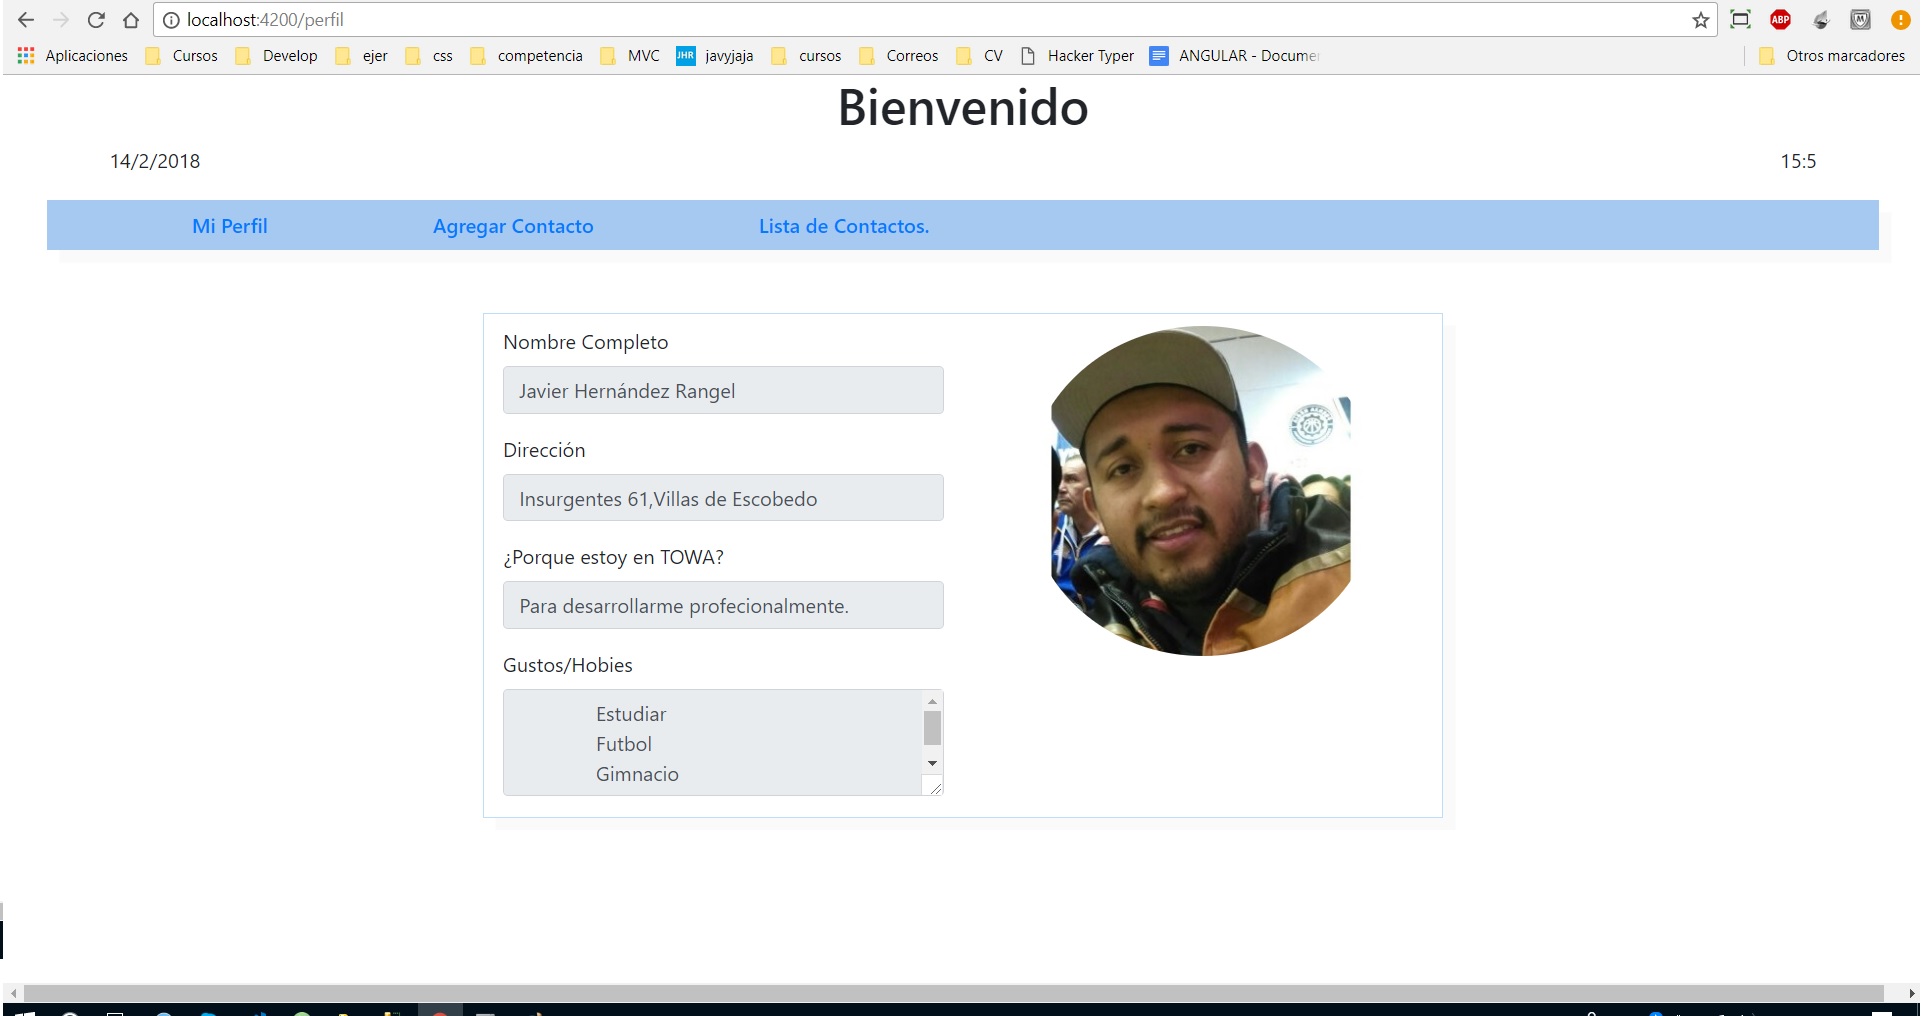 localhost:4200/perfil
ABP
Aplicaciones Cursos Develop ejer css competencia MVC JHR javyjaja cursos Correos CV Hacker Typer ANGULAR - Docume Otros marcadores
Bienvenido
14/2/2018 15:5
Mi Perfil Agregar Contacto Lista de Contactos.
Nombre Completo
Javier Hernández Rangel
Dirección
Insurgentes 61,Villas de Escobedo
¿Porque estoy en TOWA?
Para desarrollarme profecionalmente.
Gustos/Hobies
Estudiar
Futbol
Gimnacio